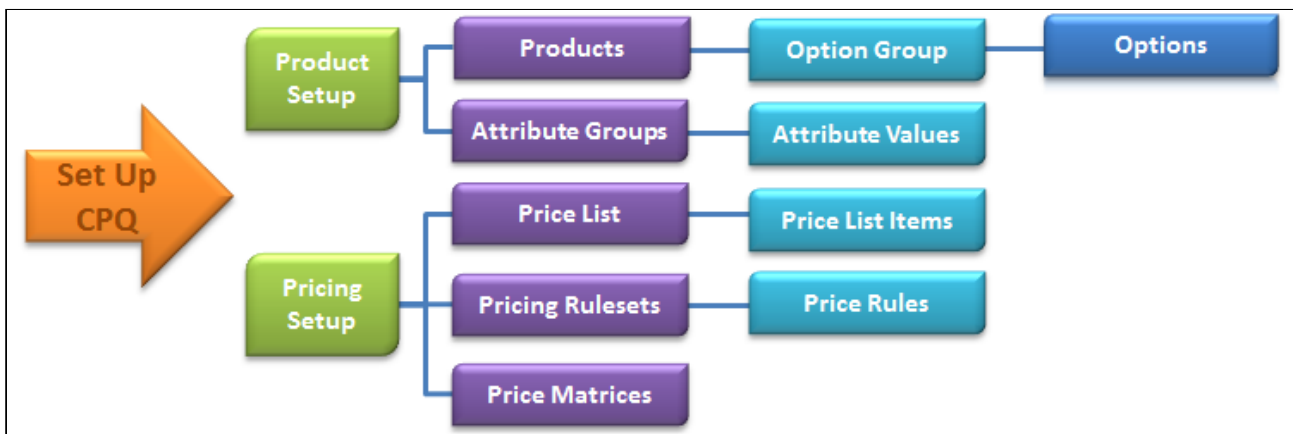 Set Up
CPQ
Product
Setup
Products
Option Group
Options
Attribute Groups
Attribute Values
Pricing
Setup
Price List
Price List Items
Pricing Rulesets
Price Rules
Price Matrices